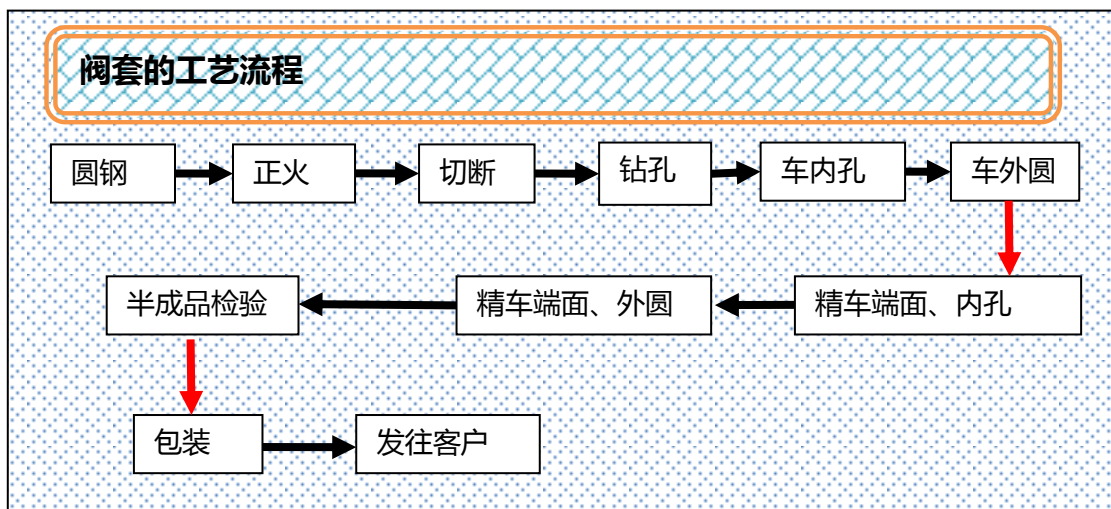 阀套的工艺流程
圆钢
正火
切断
钻孔
车内孔
车外圆
精车端面、内孔
精车端面、外圆
半成品检验
包装
发往客户